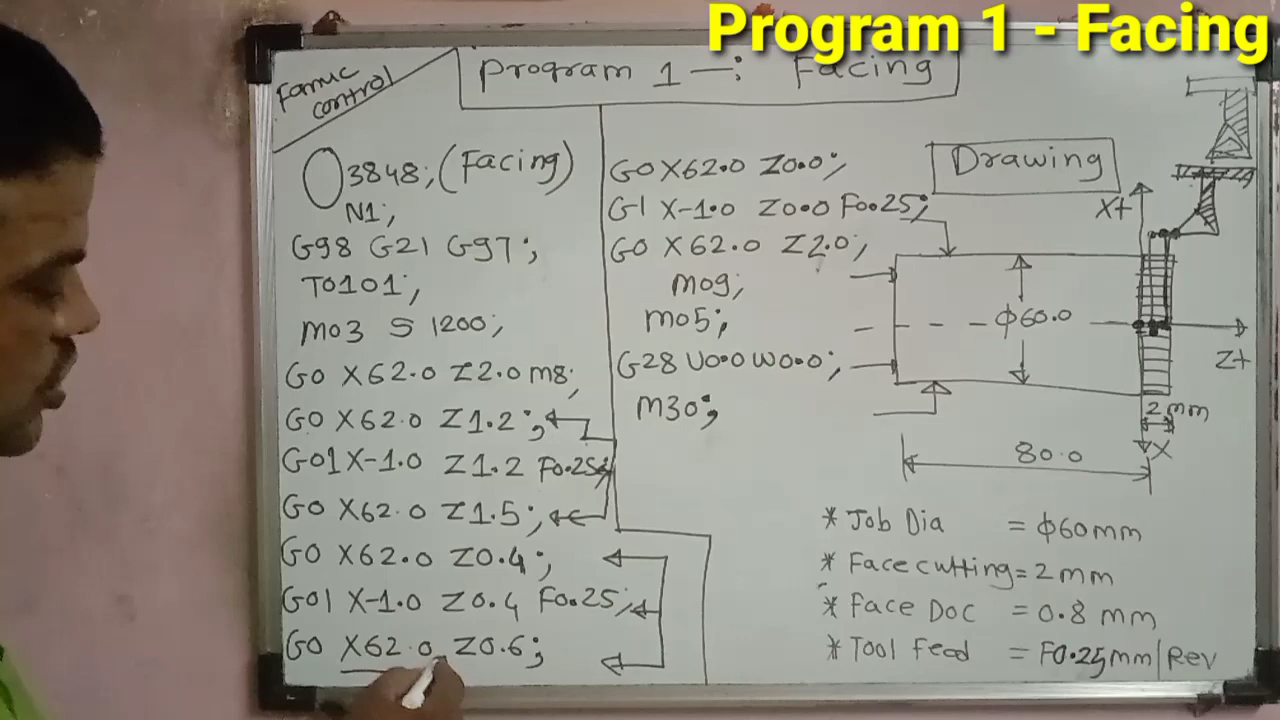 Program 1 - Facing
Fanuc control
Program 1 —: Facing
O3848; (Facing)
N1;
G98 G21 G97;
T0101;
M03 S 1200;
G0 X62.0 Z2.0 M8;
G0 X62.0 Z1.2;
G01 X-1.0 Z1.2 F0.25;
G0 X62.0 Z1.5;
G0 X62.0 Z0.4;
G01 X-1.0 Z0.4 F0.25;
G0 X62.0 Z0.6;
G0 X62.0 Z0.0;
G1 X-1.0 Z0.0 F0.25;
G0 X62.0 Z2.0;
M09;
M05;
G28 U0.0 W0.0;
M30;
Drawing
X+
ϕ60.0
Z+
2mm
X
80.0
* Job Dia = ϕ60mm
* Face cutting = 2mm
* Face DOC = 0.8 mm
* Tool Feed = F0.25mm/Rev